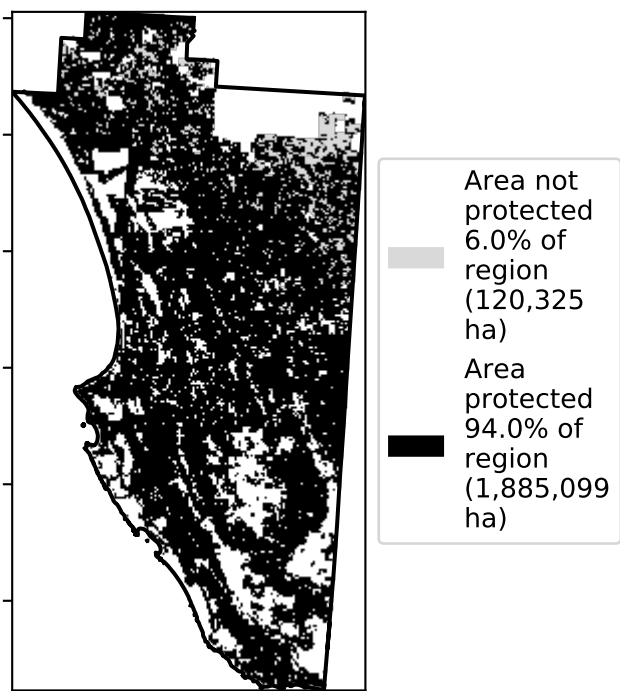 Area not
protected
6.0% of
region
(120,325
ha)
Area
protected
94.0% of
region
(1,885,099
ha)